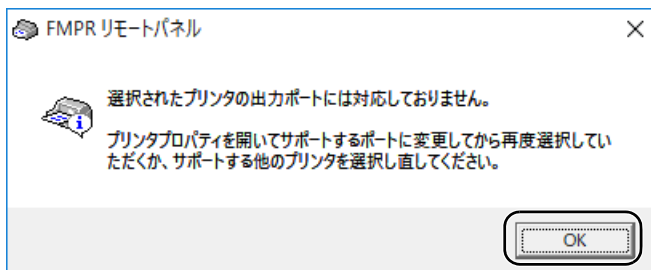 FMPR リモートパネル
選択されたプリンタの出力ポートには対応しておりません。
プリンタプロパティを開いてサポートするポートに変更してから再度選択してい
ただくか、サポートする他のプリンタを選択し直してください。
OK